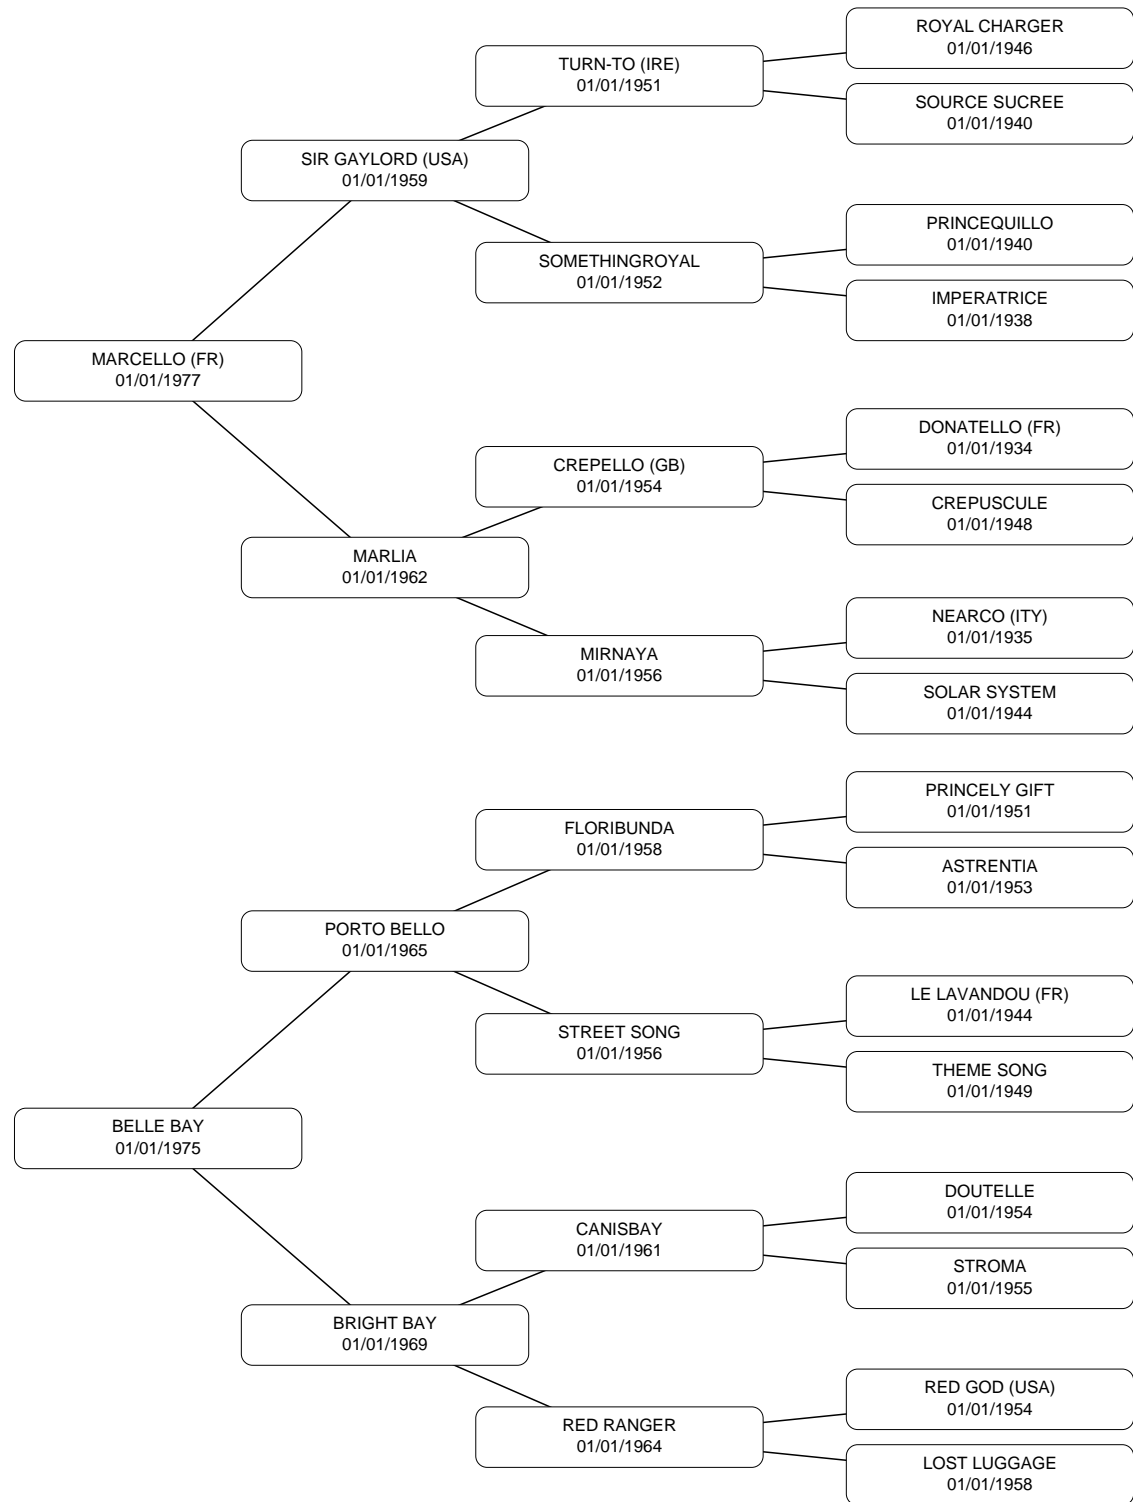 ROYAL CHARGER
01/01/1946
TURN-TO (IRE)
01/01/1951
SOURCE SUCREE
01/01/1940
SIR GAYLORD (USA)
01/01/1959
PRINCEQUILLO
01/01/1940
SOMETHINGROYAL
01/01/1952
IMPERATRICE
01/01/1938
MARCELLO (FR)
01/01/1977
DONATELLO (FR)
01/01/1934
CREPELLO (GB)
01/01/1954
CREPUSCULE
01/01/1948
MARLIA
01/01/1962
NEARCO (ITY)
01/01/1935
MIRNAYA
01/01/1956
SOLAR SYSTEM
01/01/1944
PRINCELY GIFT
01/01/1951
FLORIBUNDA
01/01/1958
ASTRENTIA
01/01/1953
PORTO BELLO
01/01/1965
LE LAVANDOU (FR)
01/01/1944
STREET SONG
01/01/1956
THEME SONG
01/01/1949
BELLE BAY
01/01/1975
DOUTELLE
01/01/1954
CANISBAY
01/01/1961
STROMA
01/01/1955
BRIGHT BAY
01/01/1969
RED GOD (USA)
01/01/1954
RED RANGER
01/01/1964
LOST LUGGAGE
01/01/1958